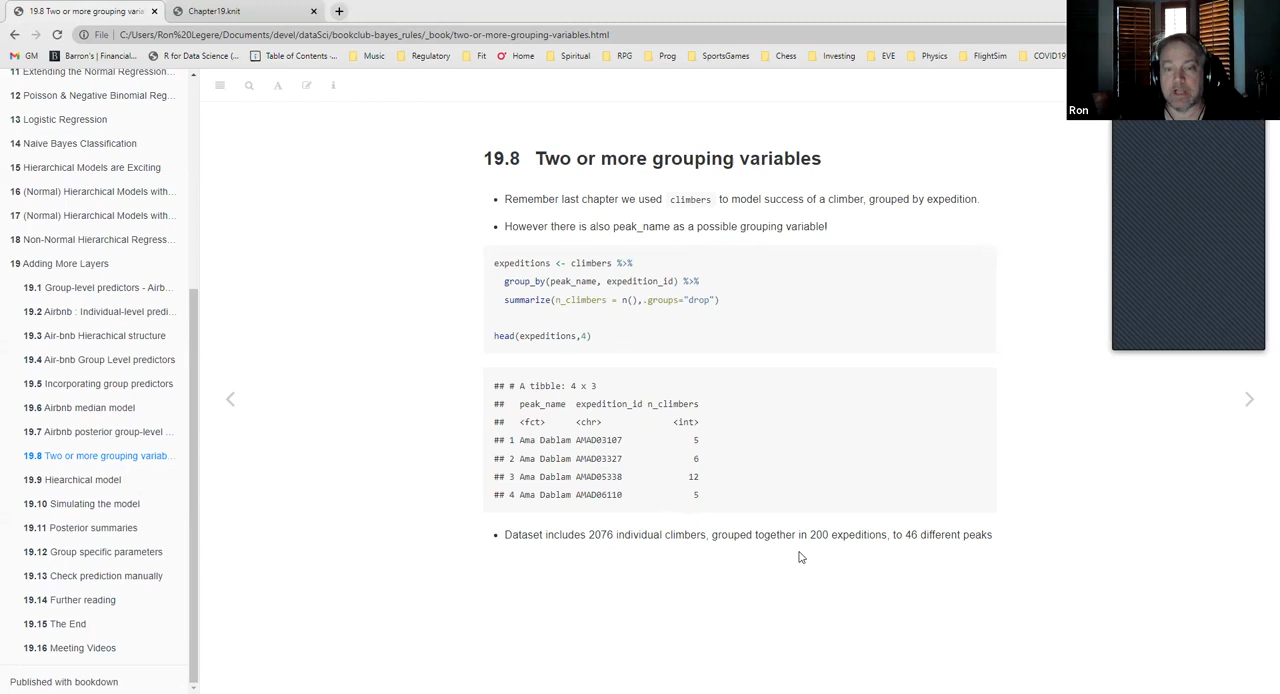 19.8 Two or more grouping variabl
Chapter19.knit
File | C:/Users/Ron%20Legere/Documents/devel/dataSci/bookclub-bayes_rules/_book/two-or-more-grouping-variables.html
GM Barron's | Financial... R for Data Science (... Table of Contents -... Music Regulatory Fit Home Spiritual RPG Prog SportsGames Chess Investing EVE Physics FlightSim COVID19
Ron
11 Extending the Normal Regression...
12 Poisson & Negative Binomial Reg...
13 Logistic Regression
14 Naive Bayes Classification
15 Hierarchical Models are Exciting
16 (Normal) Hierarchical Models with...
17 (Normal) Hierarchical Models with...
18 Non-Normal Hierarchical Regress...
19 Adding More Layers
19.1 Group-level predictors - Airb...
19.2 Airbnb : Individual-level predi...
19.3 Air-bnb Hierachical structure
19.4 Air-bnb Group Level predictors
19.5 Incorporating group predictors
19.6 Airbnb median model
19.7 Airbnb posterior group-level ...
19.8 Two or more grouping variab...
19.9 Hiearchical model
19.10 Simulating the model
19.11 Posterior summaries
19.12 Group specific parameters
19.13 Check prediction manually
19.14 Further reading
19.15 The End
19.16 Meeting Videos
Published with bookdown
19.8 Two or more grouping variables
• Remember last chapter we used climbers to model success of a climber, grouped by expedition.
• However there is also peak_name as a possible grouping variable!
expeditions <- climbers %>%
group_by(peak_name, expedition_id) %>%
summarize(n_climbers = n(),.groups="drop")
head(expeditions,4)
## # A tibble: 4 x 3
## peak_name expedition_id n_climbers
## <fct> <chr> <int>
## 1 Ama Dablam AMAD03107 5
## 2 Ama Dablam AMAD03327 6
## 3 Ama Dablam AMAD05338 12
## 4 Ama Dablam AMAD06110 5
• Dataset includes 2076 individual climbers, grouped together in 200 expeditions, to 46 different peaks